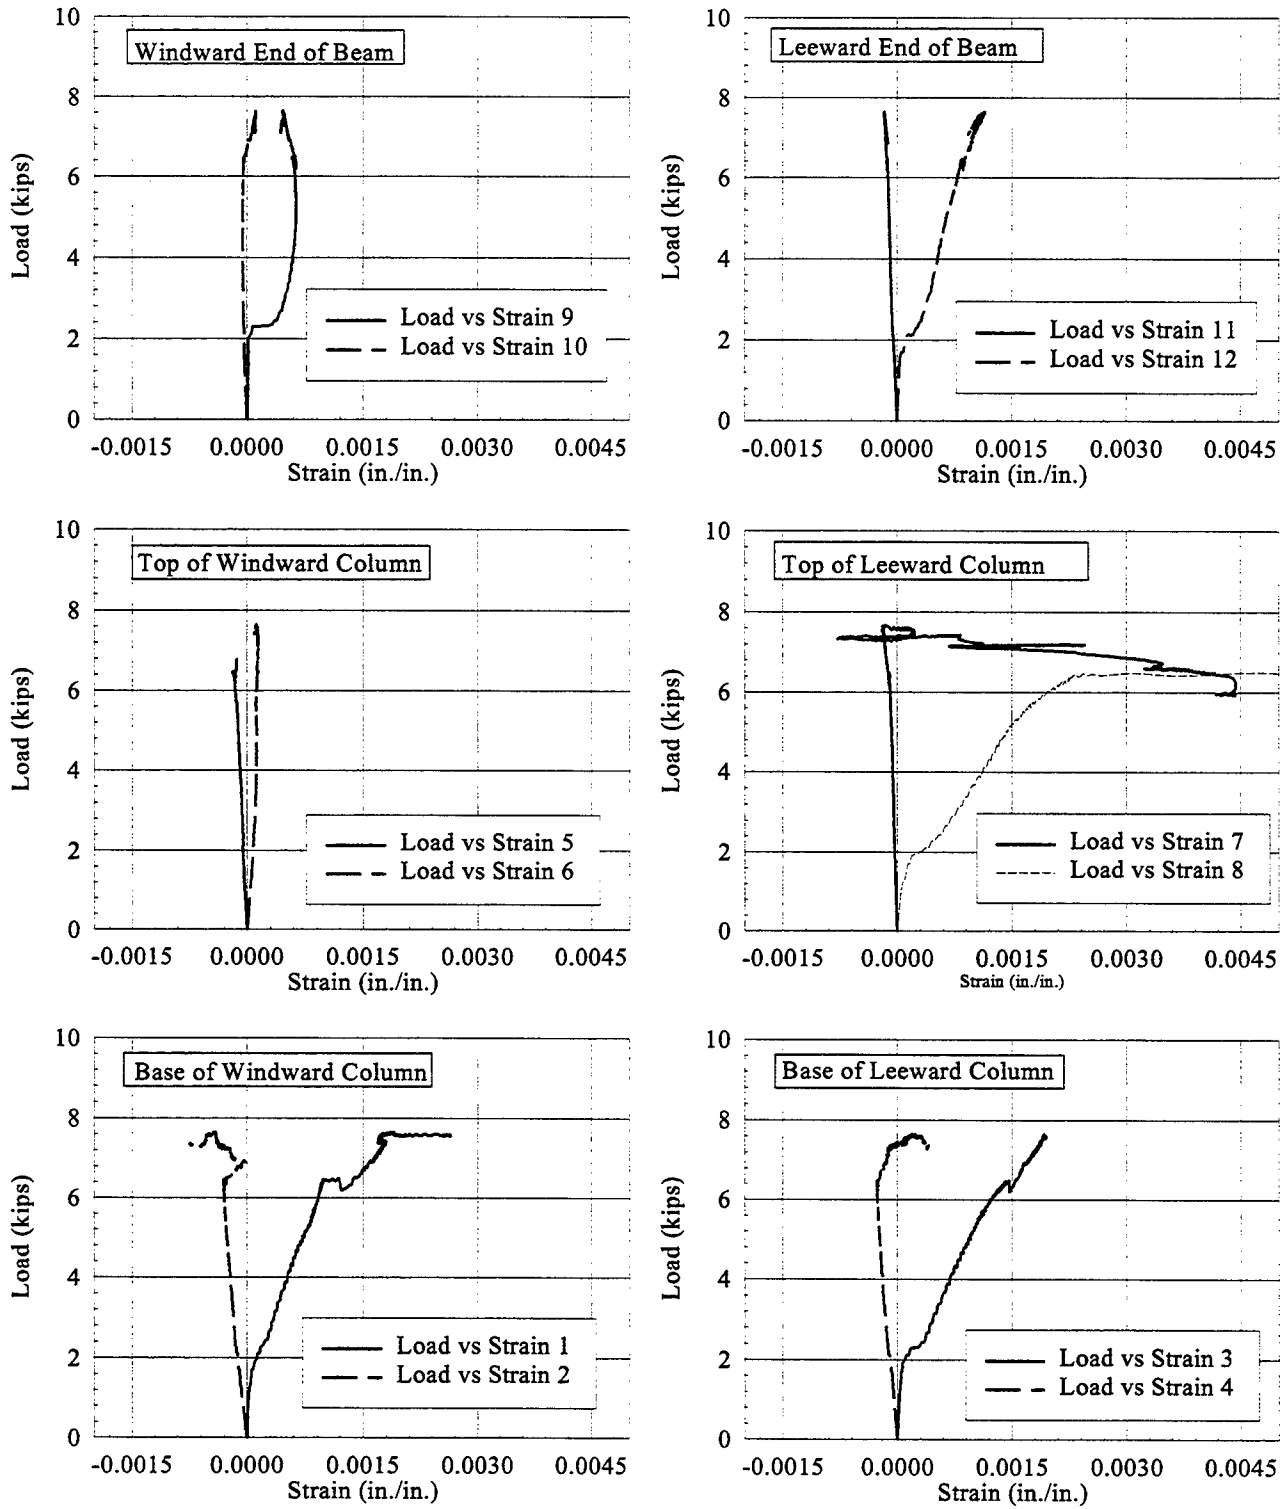 Windward End of Beam
10
8
6
4
2
0
Load (kips)
Load vs Strain 9
Load vs Strain 10
-0.0015 0.0000 0.0015 0.0030 0.0045
Strain (in./in.)
Leeward End of Beam
10
8
6
4
2
0
Load (kips)
Load vs Strain 11
Load vs Strain 12
-0.0015 0.0000 0.0015 0.0030 0.0045
Strain (in./in.)
Top of Windward Column
10
8
6
4
2
0
Load (kips)
Load vs Strain 5
Load vs Strain 6
-0.0015 0.0000 0.0015 0.0030 0.0045
Strain (in./in.)
Top of Leeward Column
10
8
6
4
2
0
Load (kips)
Load vs Strain 7
Load vs Strain 8
-0.0015 0.0000 0.0015 0.0030 0.0045
Strain (in./in.)
Base of Windward Column
10
8
6
4
2
0
Load (kips)
Load vs Strain 1
Load vs Strain 2
-0.0015 0.0000 0.0015 0.0030 0.0045
Strain (in./in.)
Base of Leeward Column
10
8
6
4
2
0
Load (kips)
Load vs Strain 3
Load vs Strain 4
-0.0015 0.0000 0.0015 0.0030 0.0045
Strain (in./in.)